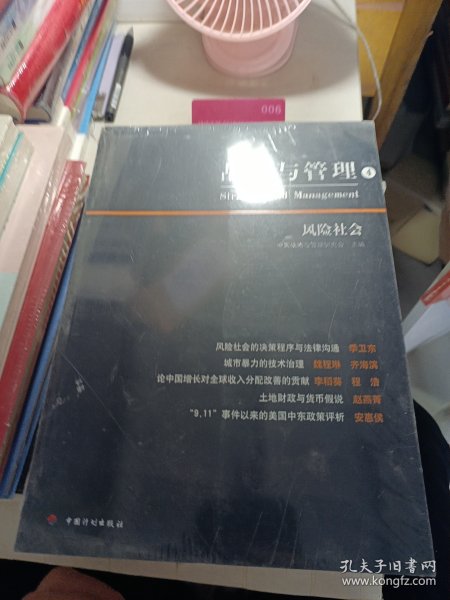 006
与管理 4
Management
风险社会
风险社会的决策程序与法律沟通 季卫东
城市暴力的技术治理 魏程琳 齐海滨
论中国增长对全球收入分配改善的贡献 李稻葵 程浩
土地财政与货币假说 赵燕菁
“9.11”事件以来的美国中东政策评析 安惠侯
中国计划出版社
孔夫子旧书网
www.kongfz.com